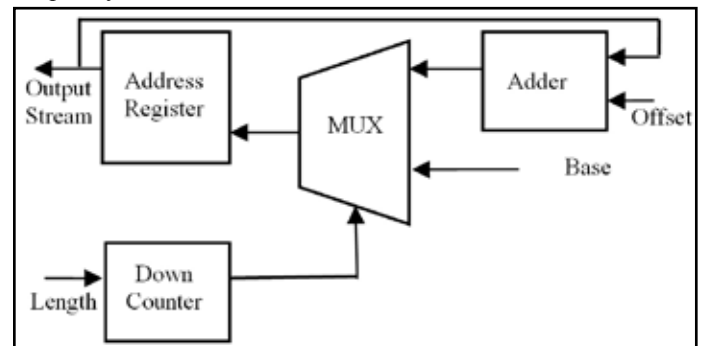 Output
Stream
Address
Register
MUX
Adder
Offset
Base
Length
Down
Counter